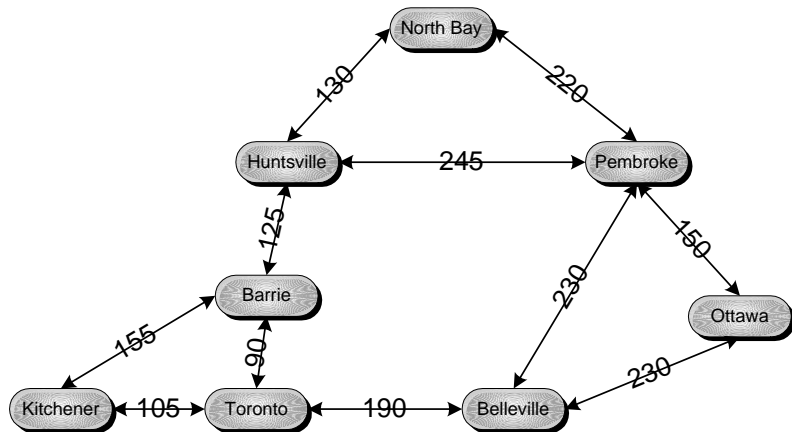 North Bay
130
220
Huntsville
245
Pembroke
125
150
230
Barrie
Ottawa
155
90
230
Kitchener
105
Toronto
190
Belleville